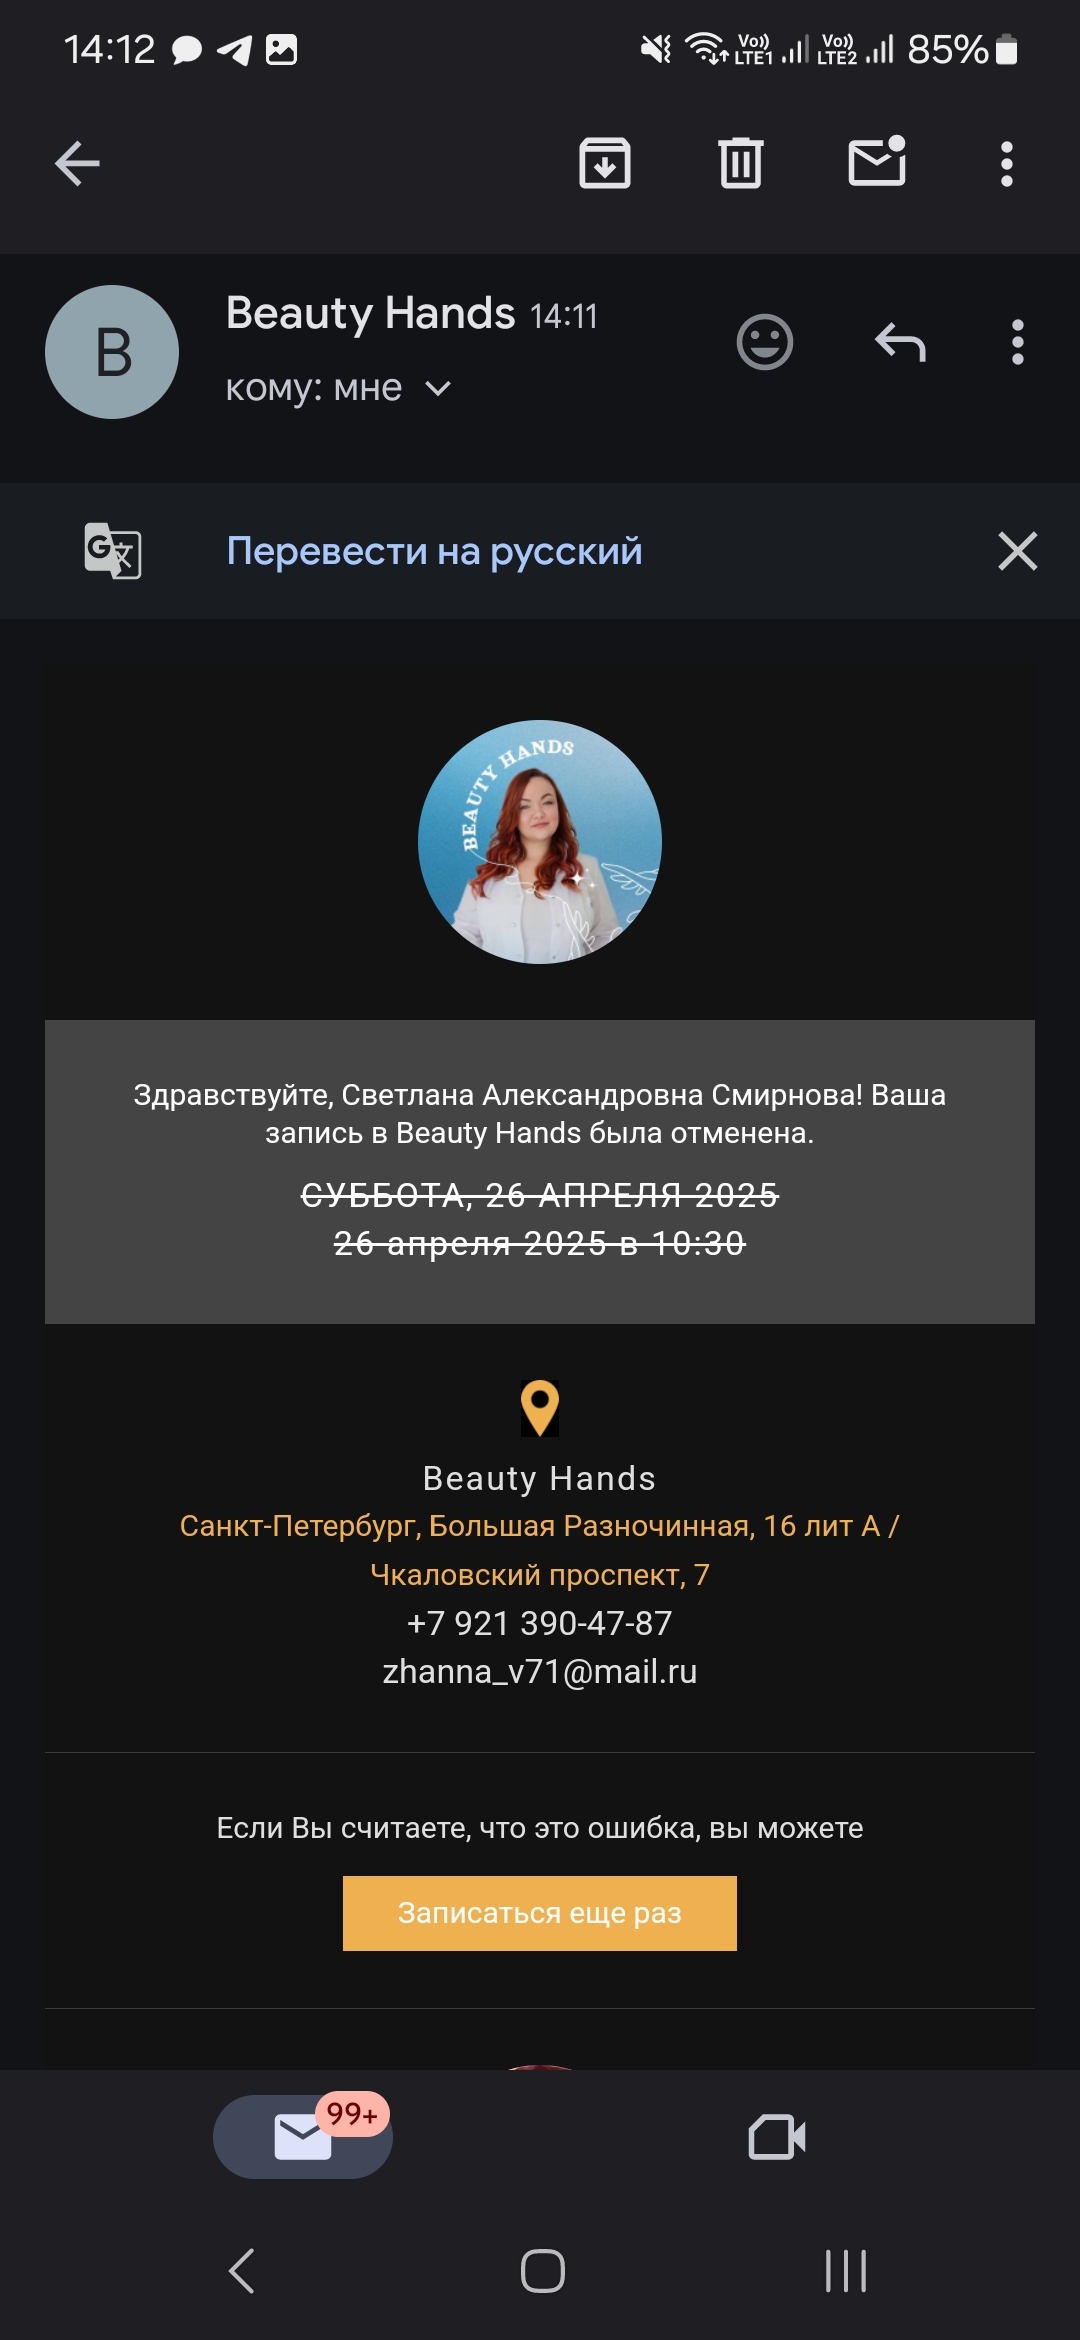 14:12
Vo)) LTE1 Vo)) LTE2 85%
B
Beauty Hands 14:11
кому: мне
G 文
Перевести на русский
BEAUTY HANDS
Здравствуйте, Светлана Александровна Смирнова! Ваша
запись в Beauty Hands была отменена.
СУББОТА, 26 АПРЕЛЯ 2025
26 апреля 2025 в 10:30
Beauty Hands
Санкт-Петербург, Большая Разночинная, 16 лит А /
Чкаловский проспект, 7
+7 921 390-47-87
zhanna_v71@mail.ru
Если Вы считаете, что это ошибка, вы можете
Записаться еще раз
99+